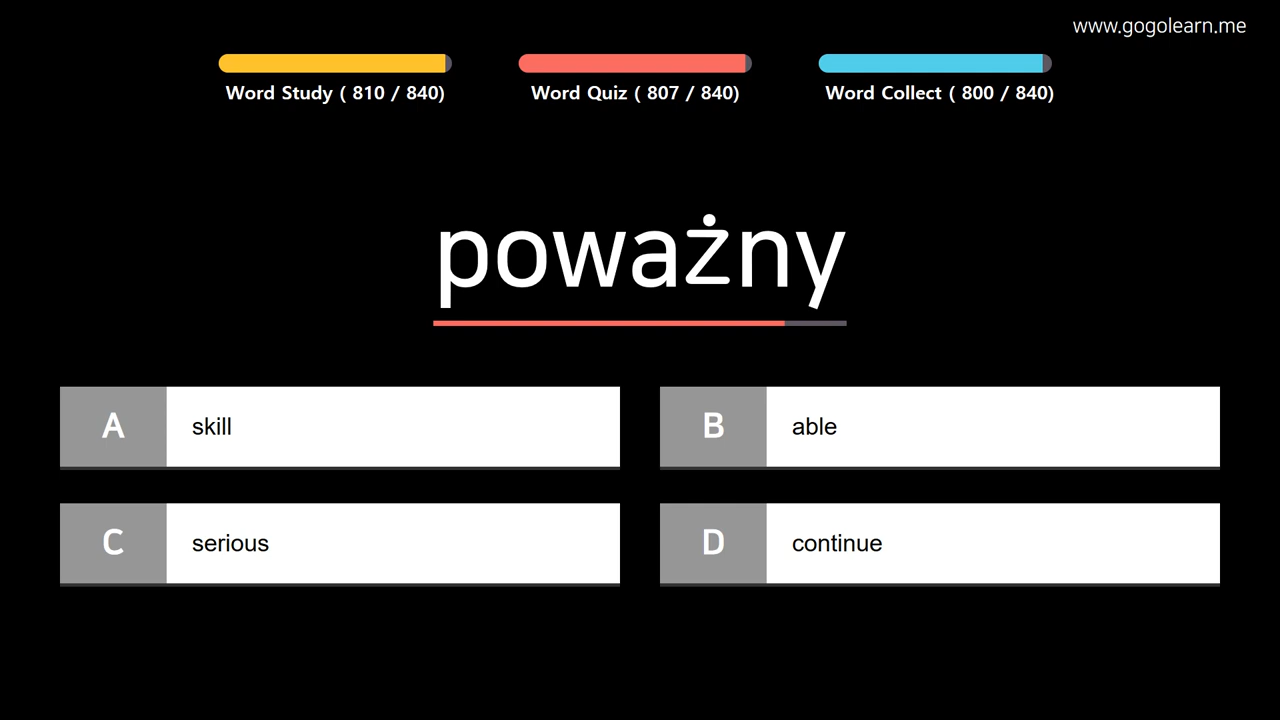 www.gogolearn.me
Word Study ( 810 / 840)
Word Quiz ( 807 / 840)
Word Collect ( 800 / 840)
poważny
A skill
B able
C serious
D continue